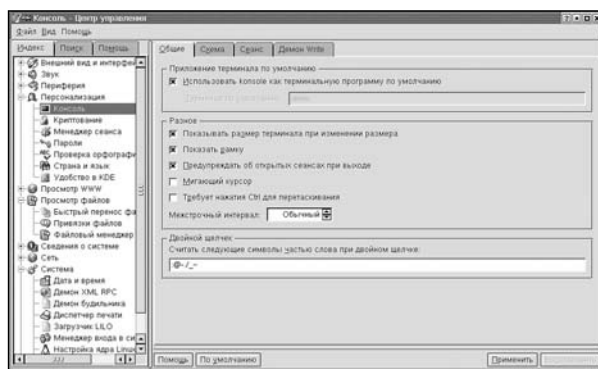 Консоль - Центр управления
Файл Вид Помощь
Индекс Поиск Помощь
Внешний вид и интерфей
Звук
Периферия
Персонализация
Консоль
Криптование
Менеджер сеанса
Пароли
Проверка орфографи
Страна и язык
Удобство в KDE
Просмотр WWW
Просмотр файлов
Быстрый перенос фа
Привязки файлов
Файловый менеджер
Сведения о системе
Сеть
Система
Дата и время
Демон XML RPC
Демон будильника
Диспетчер печати
Загрузчик LILO
Менеджер входа в си
Настройка ядра Linux
Общие Схема Сеанс Демон Write
Приложение терминала по умолчанию
Использовать konsole как терминальную программу по умолчанию
Разное
Показывать размер терминала при изменении размера
Показать рамку
Предупреждать об открытых сеансах при выходе
Мигающий курсор
Требует нажатия Ctrl для перетаскивания
Межстрочный интервал: Обычный
Двойной щелчек
Считать следующие символы частью слова при двойном щелчке:
Помощь По умолчанию Применить